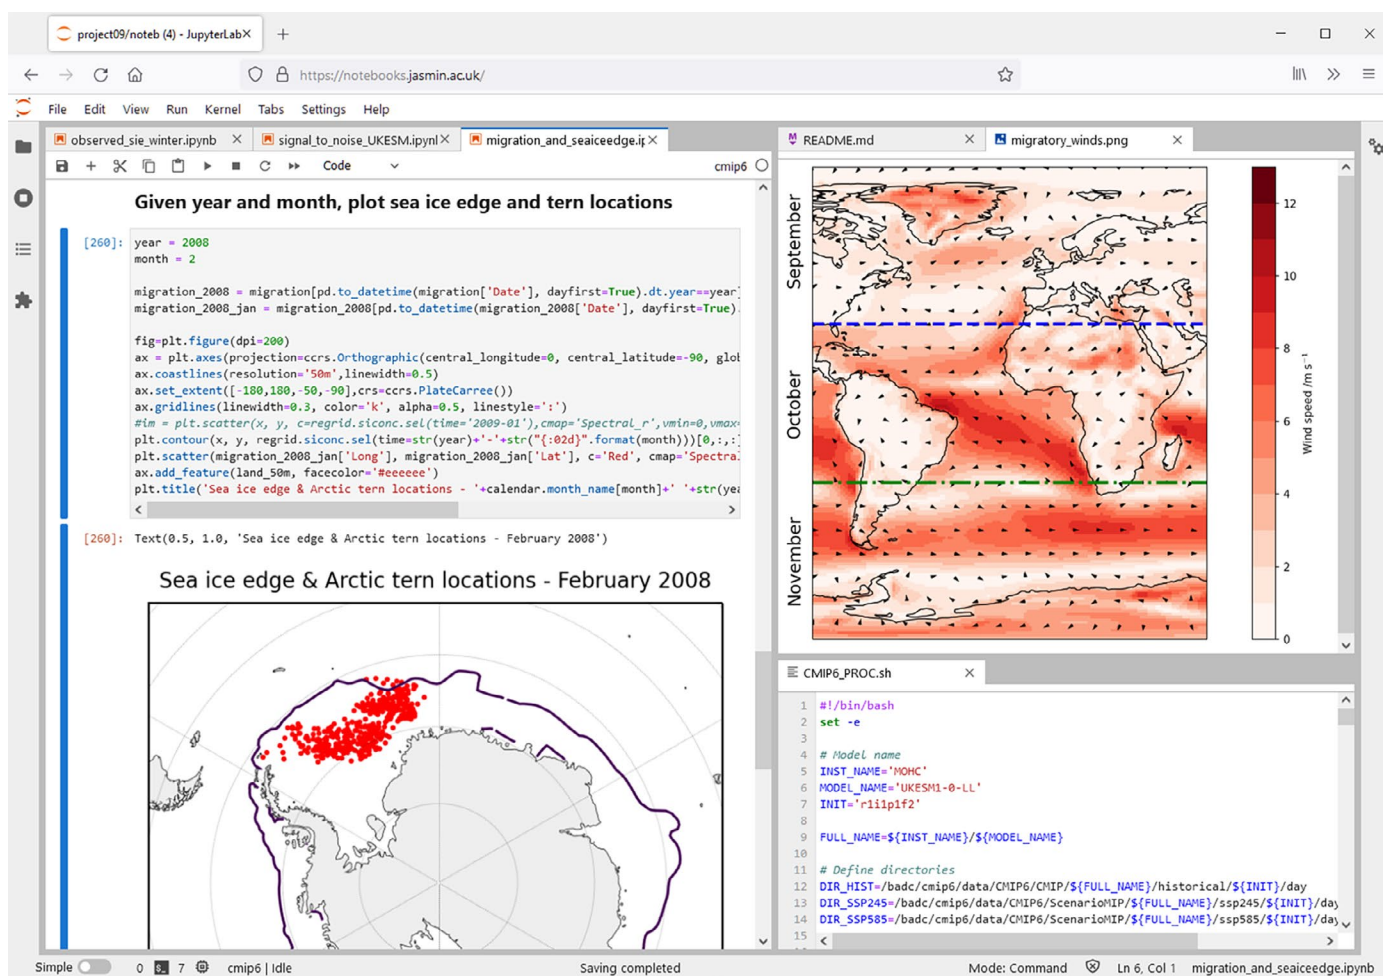 project09/noteb (4) - JupyterLab
https://notebooks.jasmin.ac.uk/
File Edit View Run Kernel Tabs Settings Help
observed_sie_winter.ipynb
signal_to_noise_UKESM.ipynl
migration_and_seaiceedge.ip
Code
cmip6
Given year and month, plot sea ice edge and tern locations
[260]:
year = 2008
month = 2
migration_2008 = migration[pd.to_datetime(migration['Date'], dayfirst=True).dt.year==year]
migration_2008_jan = migration_2008[pd.to_datetime(migration_2008['Date'], dayfirst=True).
fig=plt.figure(dpi=200)
ax = plt.axes(projection=ccrs.Orthographic(central_longitude=0, central_latitude=-90, glob
ax.coastlines(resolution='50m',linewidth=0.5)
ax.set_extent([-180,180,-50,-90],crs=ccrs.PlateCarree())
ax.gridlines(linewidth=0.3, color='k', alpha=0.5, linestyle=':')
#im = plt.scatter(x, y, c=regrid.siconc.sel(time='2009-01'),cmap='Spectral_r',vmin=0,vmax=
plt.contour(x, y, regrid.siconc.sel(time=str(year)+'-'+str("{:02d}".format(month)))[0,:,:]
plt.scatter(migration_2008_jan['Long'], migration_2008_jan['Lat'], c='Red', cmap='Spectra
ax.add_feature(land_50m, facecolor='#eeeeee')
plt.title('Sea ice edge & Arctic tern locations - '+calendar.month_name[month]+' '+str(yea
[260]: Text(0.5, 1.0, 'Sea ice edge & Arctic tern locations - February 2008')
Sea ice edge & Arctic tern locations - February 2008
README.md
migratory_winds.png
September
October
November
12
10
8
6
4
2
0
Wind speed /m s⁻¹
CMIP6_PROC.sh
1 #!/bin/bash
2 set -e
3
4 # Model name
5 INST_NAME='MOHC'
6 MODEL_NAME='UKESM1-0-LL'
7 INIT='r1i1p1f2'
8
9 FULL_NAME=${INST_NAME}/${MODEL_NAME}
10
11 # Define directories
12 DIR_HIST=/badc/cmip6/data/CMIP6/CMIP/${FULL_NAME}/historical/${INIT}/day
13 DIR_SSP245=/badc/cmip6/data/CMIP6/ScenarioMIP/${FULL_NAME}/ssp245/${INIT}/day
14 DIR_SSP585=/badc/cmip6/data/CMIP6/ScenarioMIP/${FULL_NAME}/ssp585/${INIT}/day
15
Simple 0 7 cmip6 | Idle Saving completed Mode: Command Ln 6, Col 1 migration_and_seaiceedge.ipynb